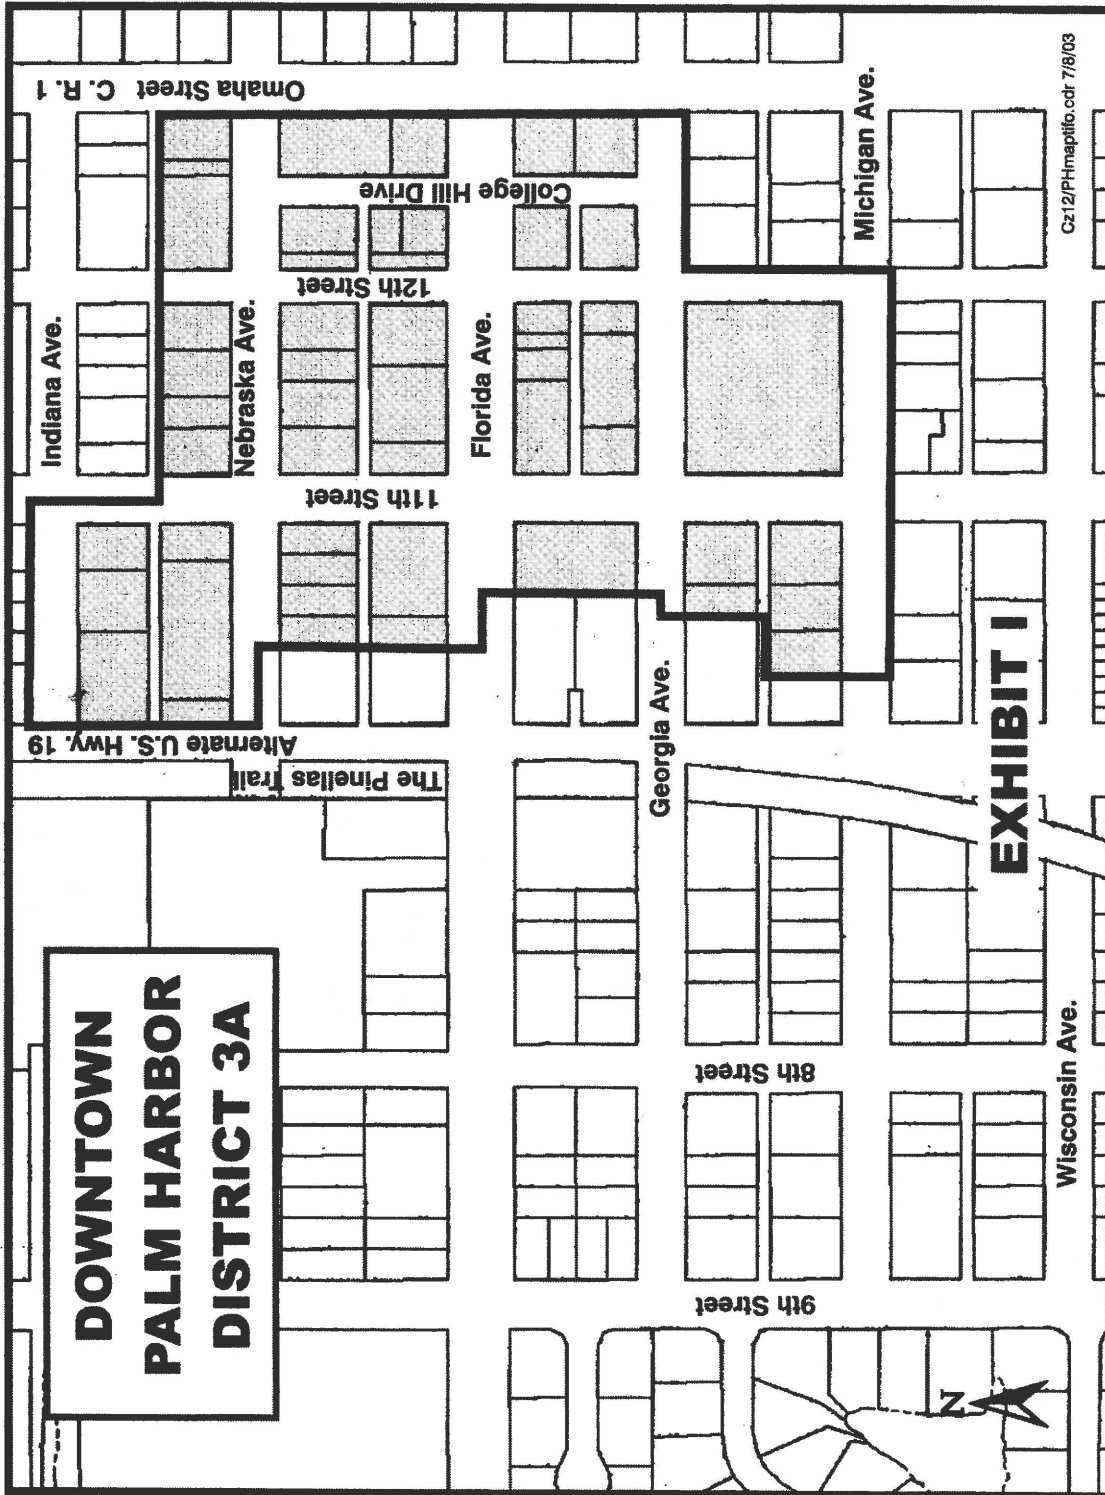 DOWNTOWN
PALM HARBOR
DISTRICT 3A
Indiana Ave.
Nebraska Ave.
Florida Ave.
Georgia Ave.
Michigan Ave.
Wisconsin Ave.
Omaha Street C. R. 1
College Hill Drive
12th Street
11th Street
Alternate U.S. Hwy. 19
The Pinellas Trail
8th Street
9th Street
N
EXHIBIT I
Cz12/PHmaptifo.cdr 7/8/03